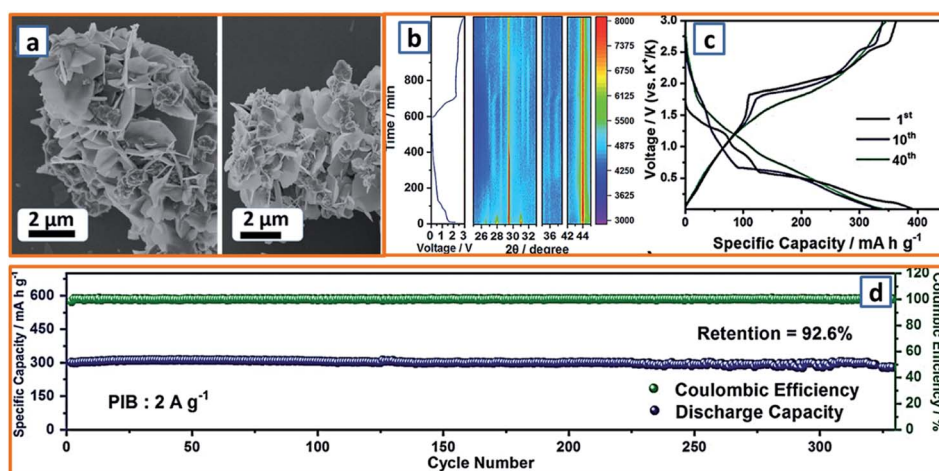 a
2 µm
2 µm
b
Time / min
800
600
400
200
0
0 1 2 3
Voltage / V
26 28 30 32 36 38 42 44
2θ / degree
8000
7375
6750
6125
5500
4875
4250
3625
3000
c
Voltage / V (vs. K⁺/K)
3.0
2.5
2.0
1.5
1.0
0.5
1ˢᵗ
10ᵗʰ
40ᵗʰ
0 100 200 300 400
Specific Capacity / mA h g⁻¹
d
Specific Capacity / mA h g⁻¹
600
450
300
150
0
Retention = 92.6%
PIB : 2 A g⁻¹
Coulombic Efficiency
Discharge Capacity
0 50 100 150 200 250 300
Cycle Number
120
100
80
60
40
20
0
Coulombic Efficiency / %